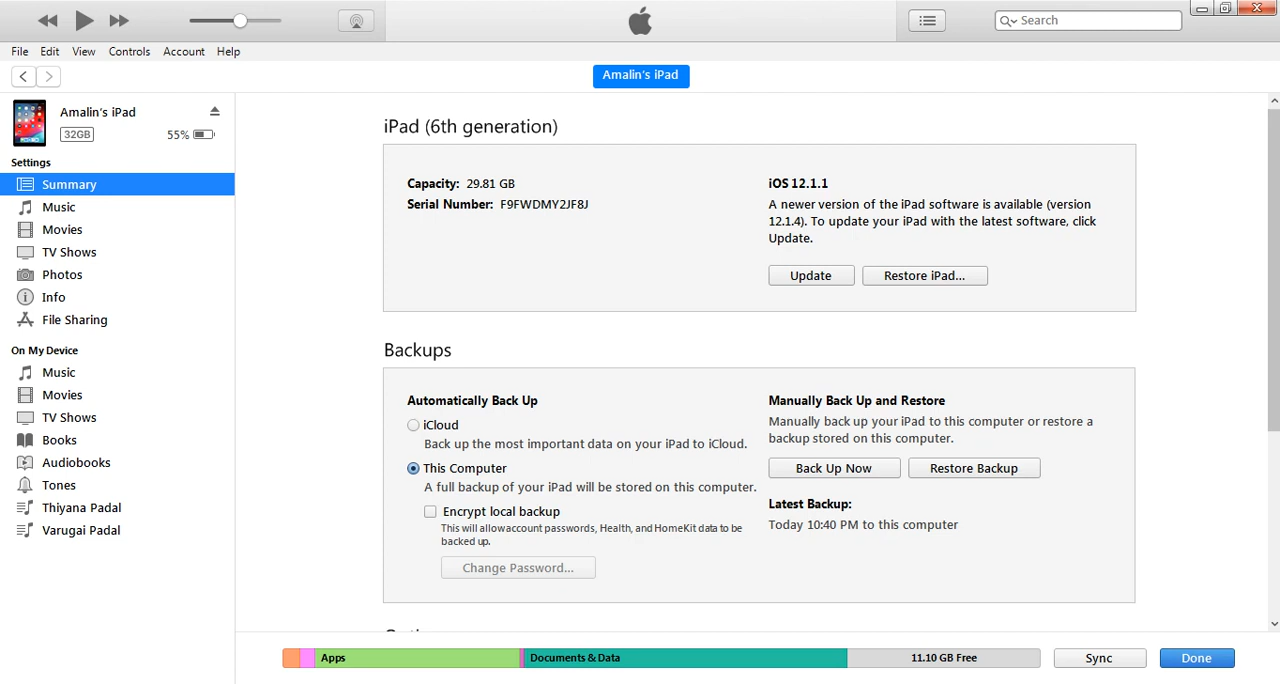 Search
File Edit View Controls Account Help
Amalin's iPad
Amalin's iPad
32GB
55%
Settings
Summary
Music
Movies
TV Shows
Photos
Info
File Sharing
On My Device
Music
Movies
TV Shows
Books
Audiobooks
Tones
Thiyana Padal
Varugai Padal
iPad (6th generation)
Capacity: 29.81 GB
Serial Number: F9FWDMY2JF8J
iOS 12.1.1
A newer version of the iPad software is available (version
12.1.4). To update your iPad with the latest software, click
Update.
Update Restore iPad...
Backups
Automatically Back Up
iCloud
Back up the most important data on your iPad to iCloud.
This Computer
A full backup of your iPad will be stored on this computer.
Encrypt local backup
This will allow account passwords, Health, and HomeKit data to be
backed up.
Change Password...
Manually Back Up and Restore
Manually back up your iPad to this computer or restore a
backup stored on this computer.
Back Up Now Restore Backup
Latest Backup:
Today 10:40 PM to this computer
Apps Documents & Data 11.10 GB Free Sync Done